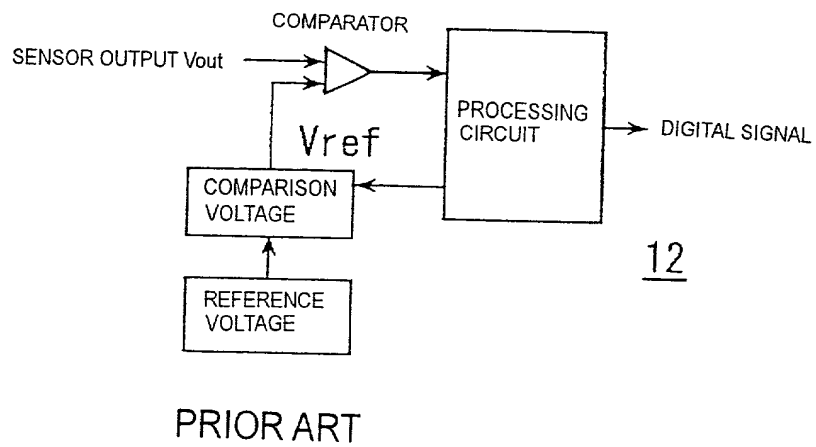 COMPARATOR
SENSOR OUTPUT Vout
PROCESSING
CIRCUIT
DIGITAL SIGNAL
Vref
COMPARISON
VOLTAGE
12
REFERENCE
VOLTAGE
PRIOR ART